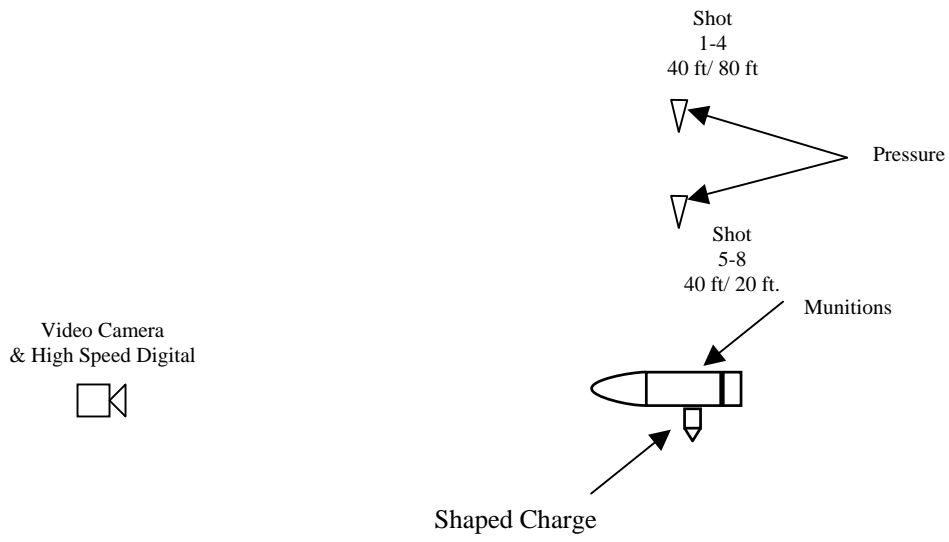 Shot
1-4
40 ft/ 80 ft
Pressure
Shot
5-8
40 ft/ 20 ft.
Munitions
Video Camera
& High Speed Digital
Shaped Charge